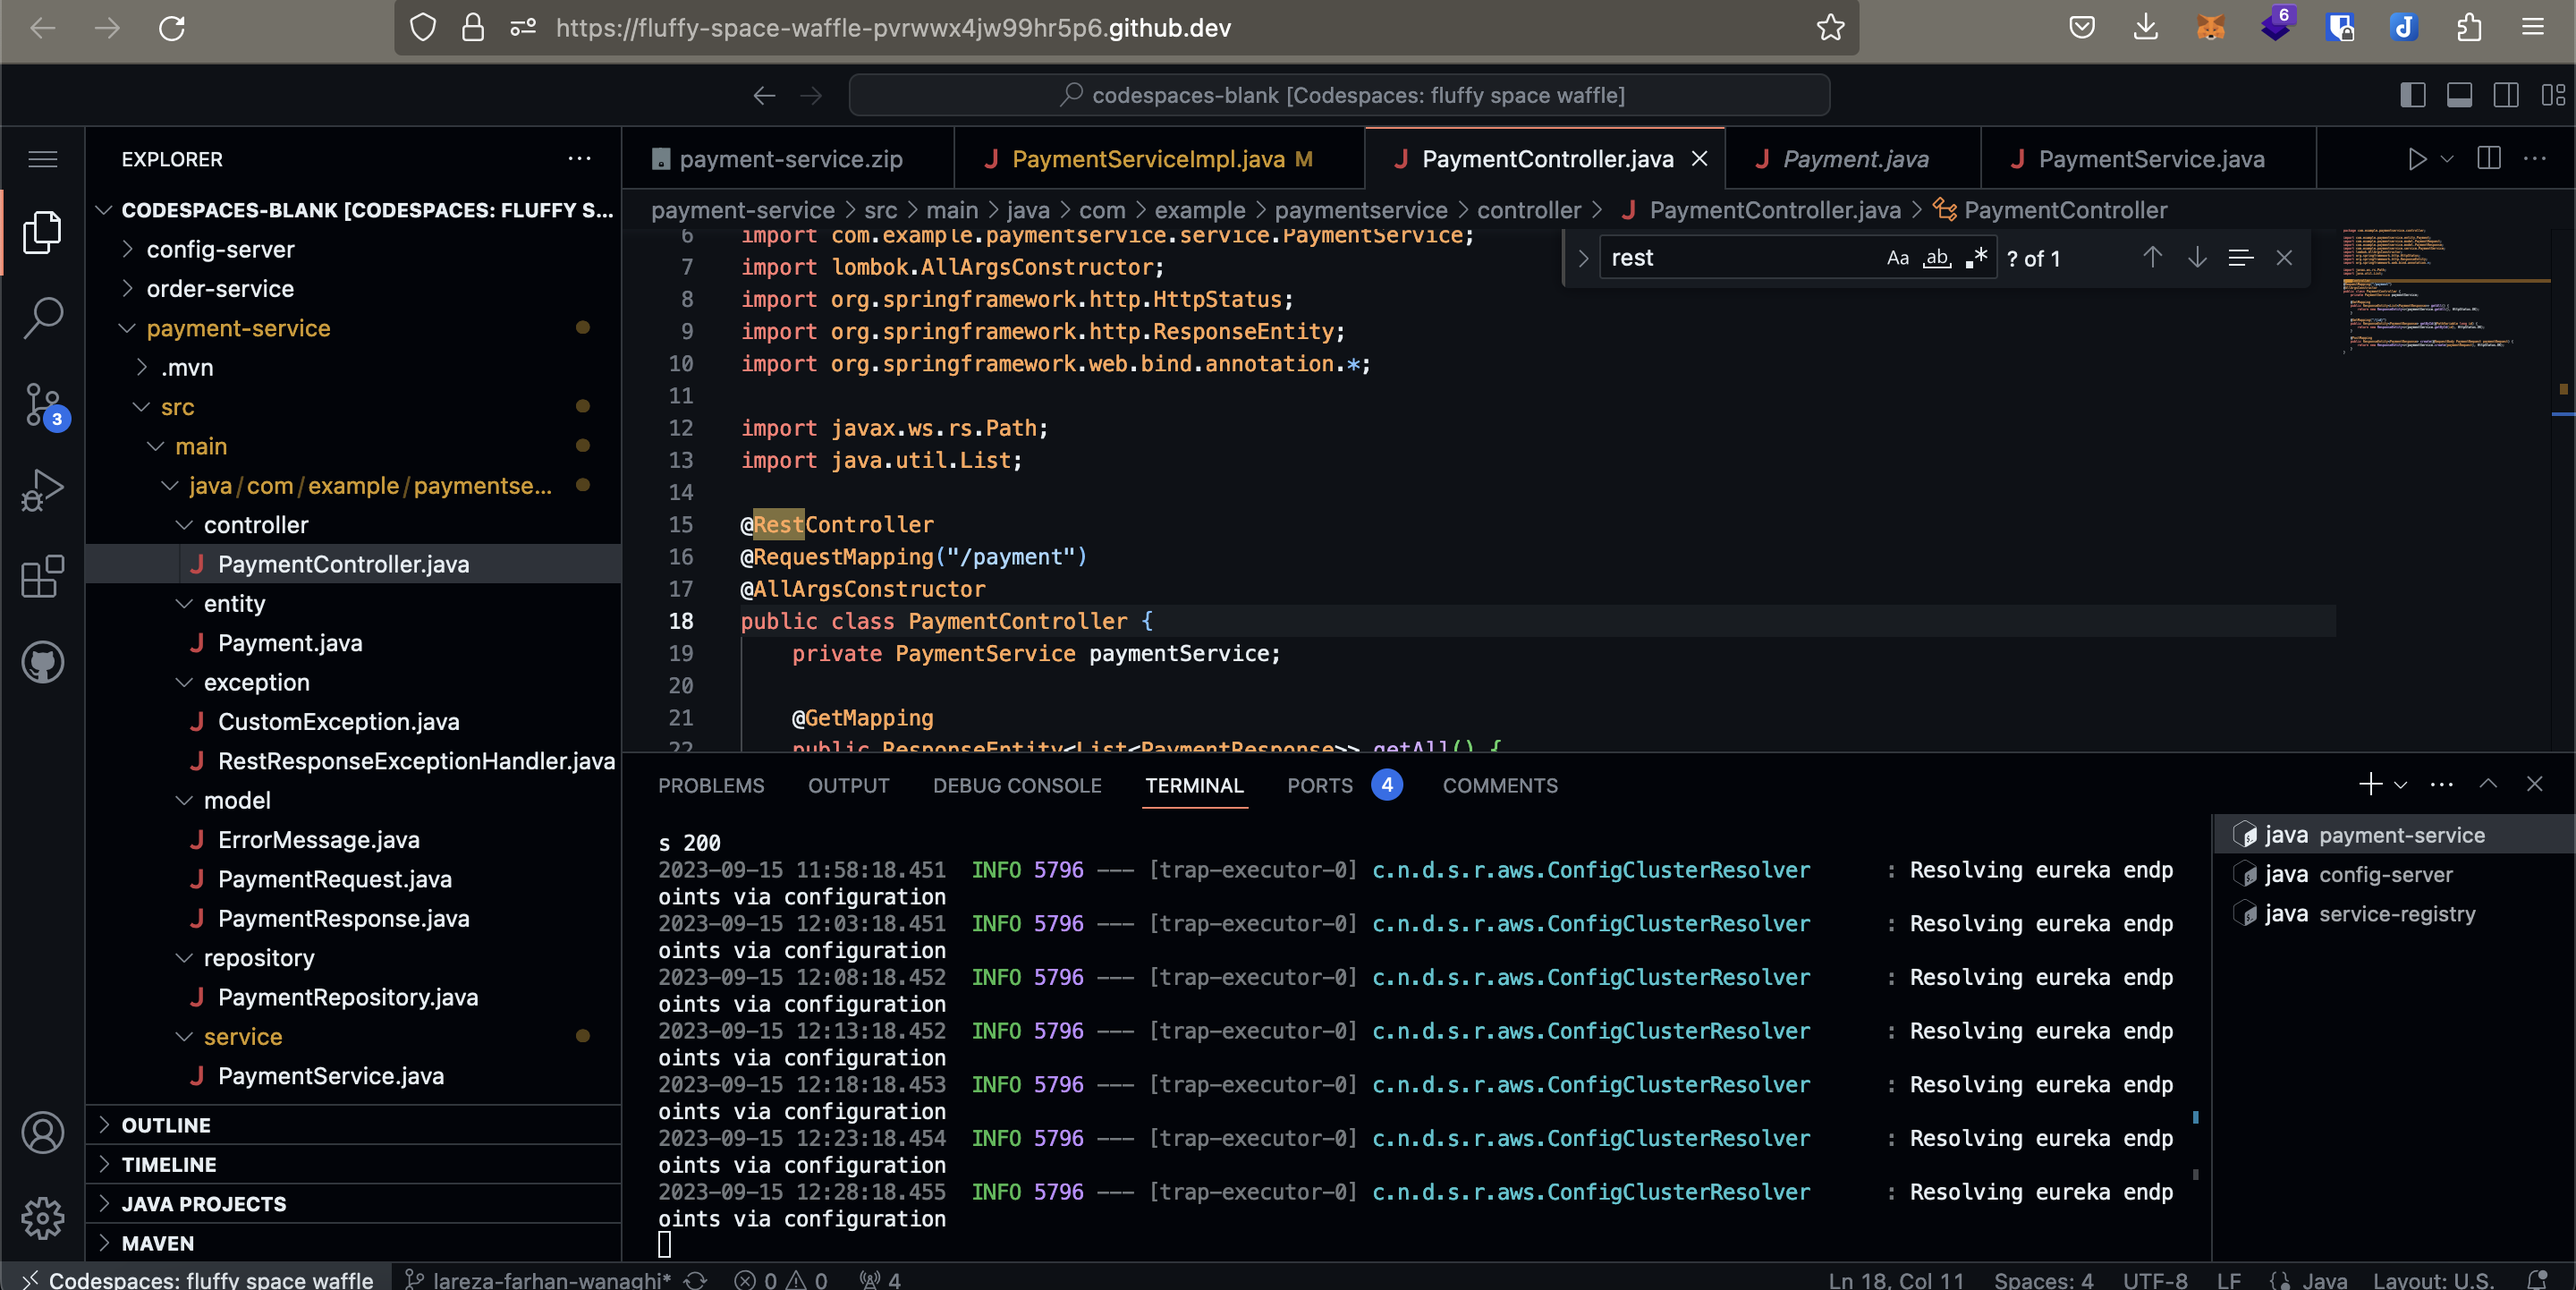 https://fluffy-space-waffle-pvrwwx4jw99hr5p6.github.dev
6
codespaces-blank [Codespaces: fluffy space waffle]
EXPLORER
payment-service.zip
PaymentServiceImpl.java M
PaymentController.java
Payment.java
PaymentService.java
CODESPACES-BLANK [CODESPACES: FLUFFY S...
config-server
order-service
payment-service
.mvn
src
main
java/com/example/paymentse...
controller
PaymentController.java
entity
Payment.java
exception
CustomException.java
RestResponseExceptionHandler.java
model
ErrorMessage.java
PaymentRequest.java
PaymentResponse.java
repository
PaymentRepository.java
service
PaymentService.java
OUTLINE
TIMELINE
JAVA PROJECTS
MAVEN
3
payment-service > src > main > java > com > example > paymentservice > controller > PaymentController.java > PaymentController
rest
Aa ab .* ? of 1
6 import com.example.paymentservice.service.PaymentService;
7 import lombok.AllArgsConstructor;
8 import org.springframework.http.HttpStatus;
9 import org.springframework.http.ResponseEntity;
10 import org.springframework.web.bind.annotation.*;
11
12 import javax.ws.rs.Path;
13 import java.util.List;
14
15 @RestController
16 @RequestMapping("/payment")
17 @AllArgsConstructor
18 public class PaymentController {
19 private PaymentService paymentService;
20
21 @GetMapping
22 public ResponseEntity<List<PaymentResponse>> getAll() {
PROBLEMS OUTPUT DEBUG CONSOLE TERMINAL PORTS 4 COMMENTS
s 200
2023-09-15 11:58:18.451 INFO 5796 --- [trap-executor-0] c.n.d.s.r.aws.ConfigClusterResolver : Resolving eureka endp
oints via configuration
2023-09-15 12:03:18.451 INFO 5796 --- [trap-executor-0] c.n.d.s.r.aws.ConfigClusterResolver : Resolving eureka endp
oints via configuration
2023-09-15 12:08:18.452 INFO 5796 --- [trap-executor-0] c.n.d.s.r.aws.ConfigClusterResolver : Resolving eureka endp
oints via configuration
2023-09-15 12:13:18.452 INFO 5796 --- [trap-executor-0] c.n.d.s.r.aws.ConfigClusterResolver : Resolving eureka endp
oints via configuration
2023-09-15 12:18:18.453 INFO 5796 --- [trap-executor-0] c.n.d.s.r.aws.ConfigClusterResolver : Resolving eureka endp
oints via configuration
2023-09-15 12:23:18.454 INFO 5796 --- [trap-executor-0] c.n.d.s.r.aws.ConfigClusterResolver : Resolving eureka endp
oints via configuration
2023-09-15 12:28:18.455 INFO 5796 --- [trap-executor-0] c.n.d.s.r.aws.ConfigClusterResolver : Resolving eureka endp
oints via configuration
java payment-service
java config-server
java service-registry
Codespaces: fluffy space waffle lareza-farhan-wanaghi* 0 0 4 Ln 18, Col 11 Spaces: 4 UTF-8 LF {} Java Layout: U.S.